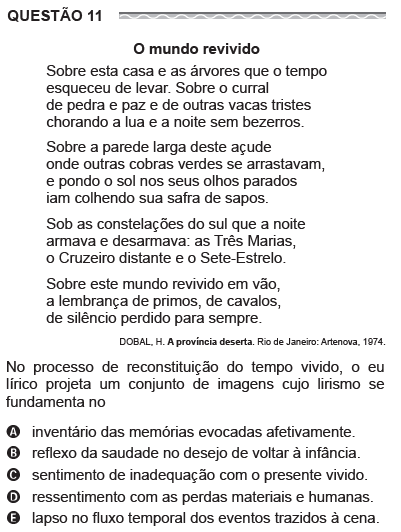 QUESTÃO 11
O mundo revivido
Sobre esta casa e as árvores que o tempo
esqueceu de levar. Sobre o curral
de pedra e paz e de outras vacas tristes
chorando a lua e a noite sem bezerros.
Sobre a parede larga deste açude
onde outras cobras verdes se arrastavam,
e pondo o sol nos seus olhos parados
iam colhendo sua safra de sapos.
Sob as constelações do sul que a noite
armava e desarmava: as Três Marias,
o Cruzeiro distante e o Sete-Estrelo.
Sobre este mundo revivido em vão,
a lembrança de primos, de cavalos,
de silêncio perdido para sempre.
DOBAL, H. A província deserta. Rio de Janeiro: Artenova, 1974.
No processo de reconstituição do tempo vivido, o eu
lírico projeta um conjunto de imagens cujo lirismo se
fundamenta no
A inventário das memórias evocadas afetivamente.
B reflexo da saudade no desejo de voltar à infância.
C sentimento de inadequação com o presente vivido.
D ressentimento com as perdas materiais e humanas.
E lapso no fluxo temporal dos eventos trazidos à cena.